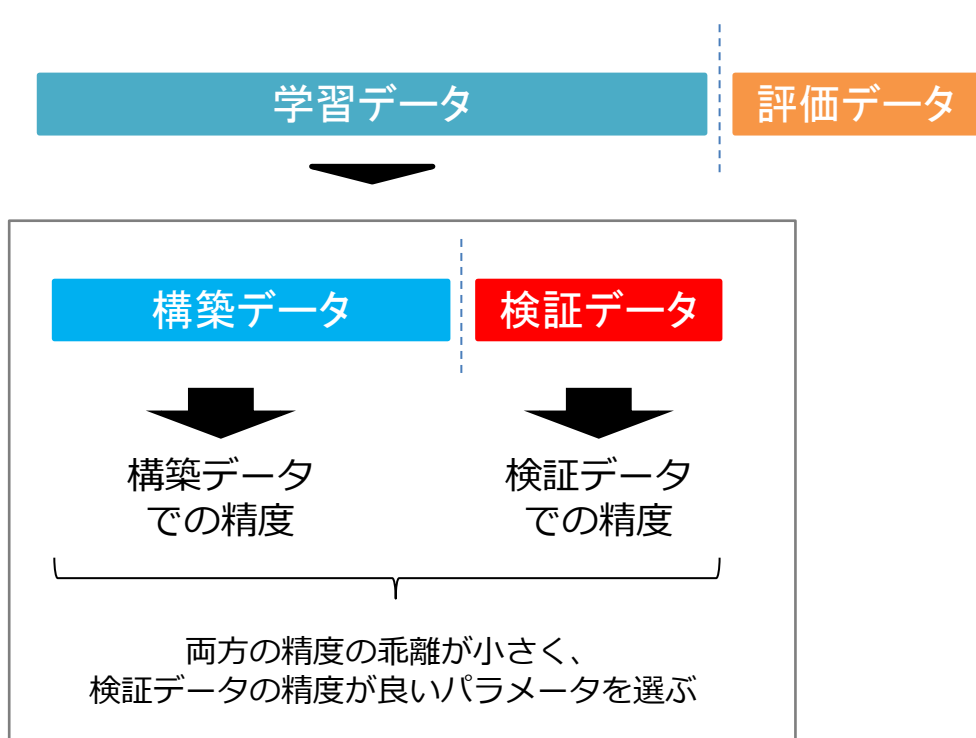 学習データ
評価データ
構築データ
検証データ
構築データ
での精度
検証データ
での精度
両方の精度の乖離が小さく、
検証データの精度が良いパラメータを選ぶ